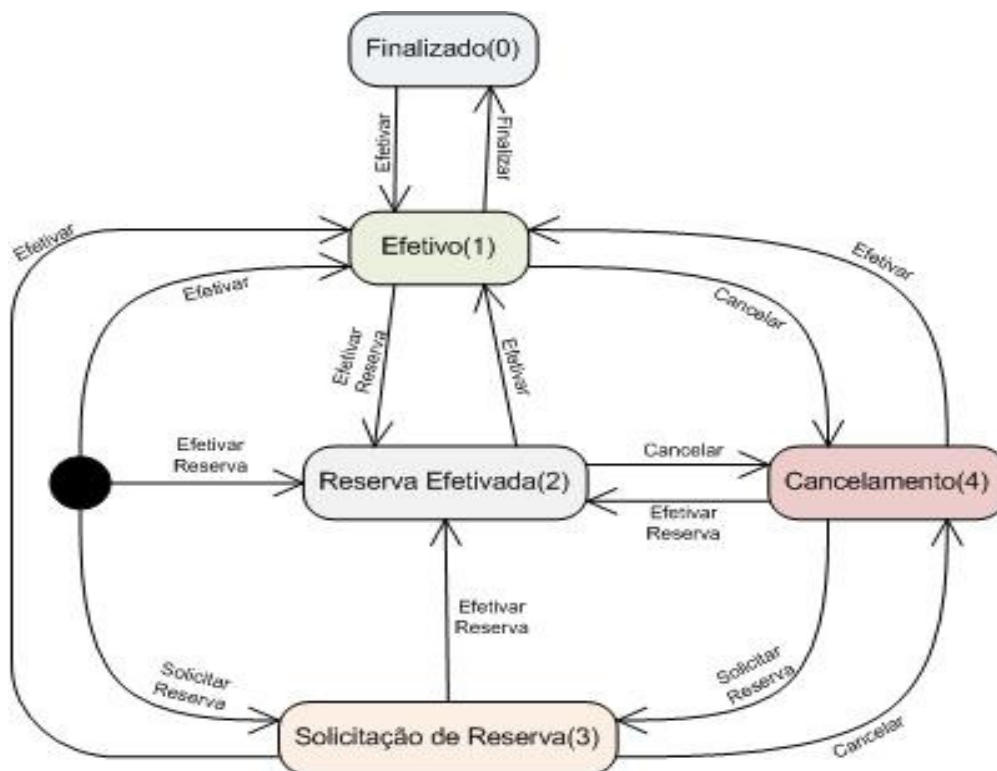 Finalizado(0)
Efetivar
Finalizar
Efetivar
Efetivo(1)
Efetivar
Efetivar
Cancelar
Efetivar
Reserva
Efetivar
Efetivar
Reserva
Reserva Efetivada(2)
Cancelar
Efetivar
Reserva
Cancelamento(4)
Efetivar
Reserva
Solicitar
Reserva
Solicitar
Reserva
Solicitação de Reserva(3)
Cancelar